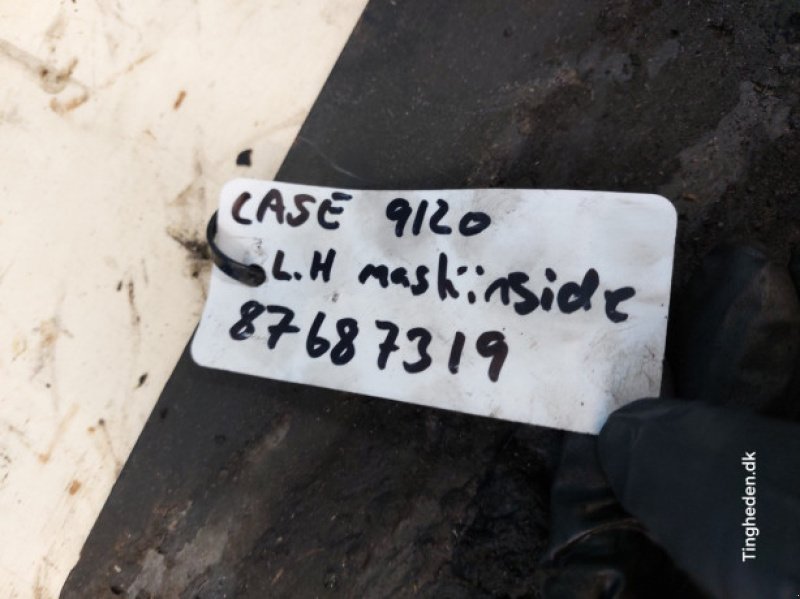 CASE 9120
L.H maskinside
87687319
Tingheden.dk